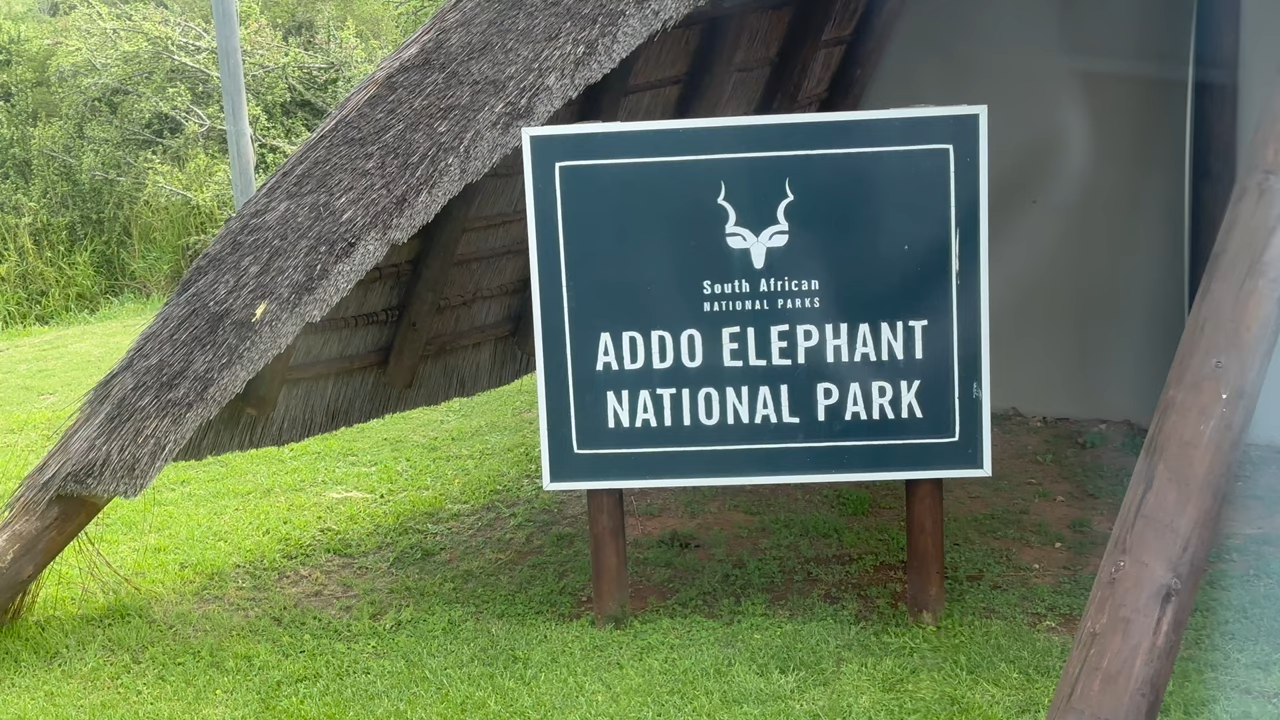 South African
NATIONAL PARKS
ADDO ELEPHANT
NATIONAL PARK